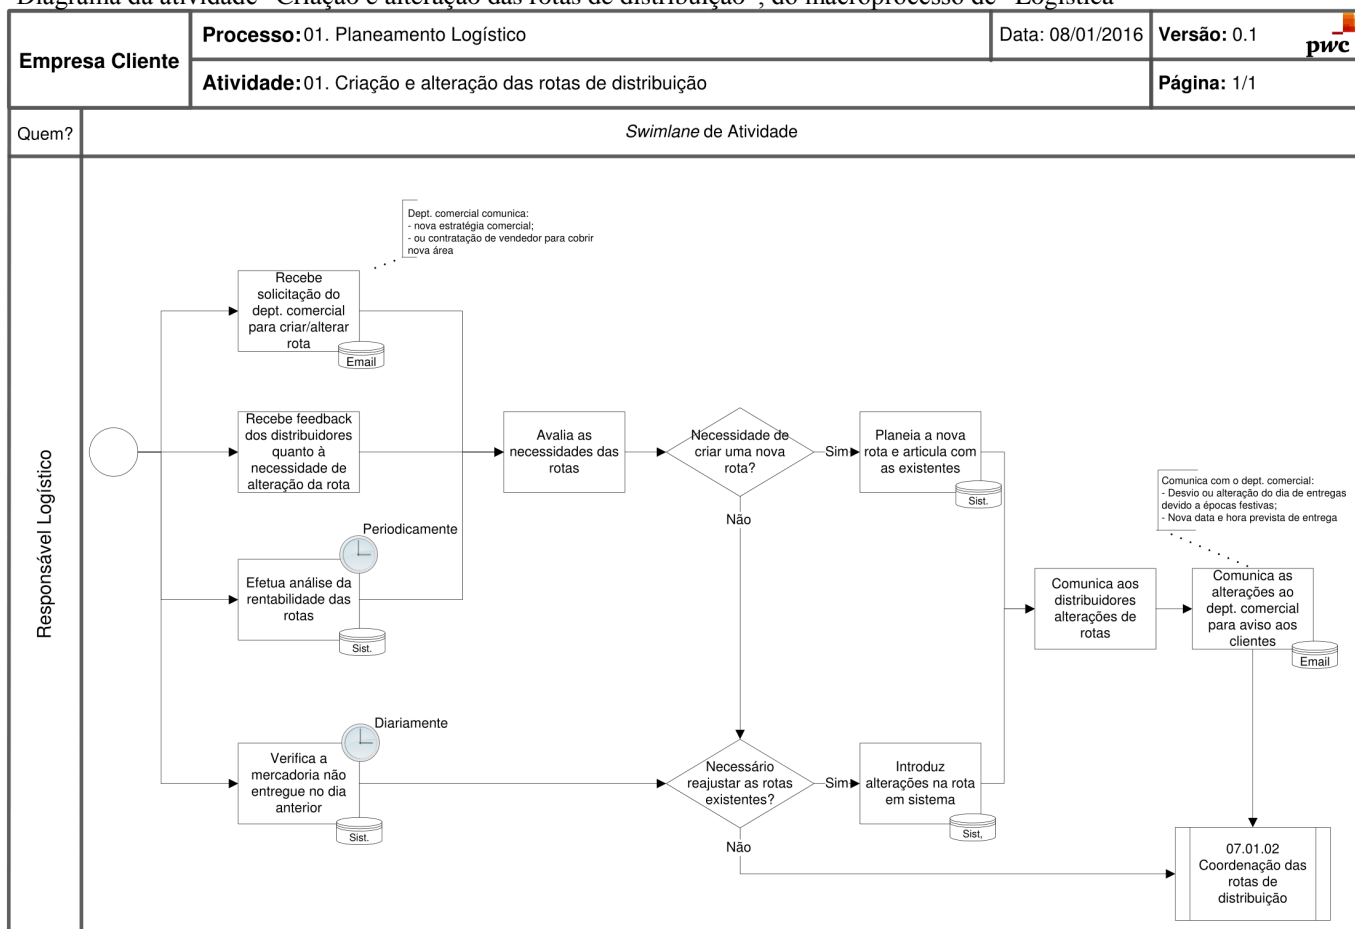 Diagrama da atividade "Criação e alteração das rotas de distribuição", do macroprocesso de "Logística"
Empresa Cliente
Processo: 01. Planeamento Logístico
Data: 08/01/2016
Versão: 0.1
pwc
Atividade: 01. Criação e alteração das rotas de distribuição
Página: 1/1
Quem?
Swimlane de Atividade
Responsável Logístico
Dept. comercial comunica:
- nova estratégia comercial;
- ou contratação de vendedor para cobrir
nova área
Recebe
solicitação do
dept. comercial
para criar/alterar
rota
Email
Recebe feedback
dos distribuidores
quanto à
necessidade de
alteração da rota
Avalia as
necessidades das
rotas
Necessidade de
criar uma nova
rota?
Sim
Planeia a nova
rota e articula com
as existentes
Sist.
Não
Comunica com o dept. comercial:
- Desvio ou alteração do dia de entregas
devido a épocas festivas;
- Nova data e hora prevista de entrega
Periodicamente
Efetua análise da
rentabilidade das
rotas
Sist.
Comunica aos
distribuidores
alterações de
rotas
Comunica as
alterações ao
dept. comercial
para aviso aos
clientes
Email
Diariamente
Verifica a
mercadoria não
entregue no dia
anterior
Sist.
Necessário
reajustar as rotas
existentes?
Sim
Introduz
alterações na rota
em sistema
Sist,
Não
07.01.02
Coordenação das
rotas de
distribuição